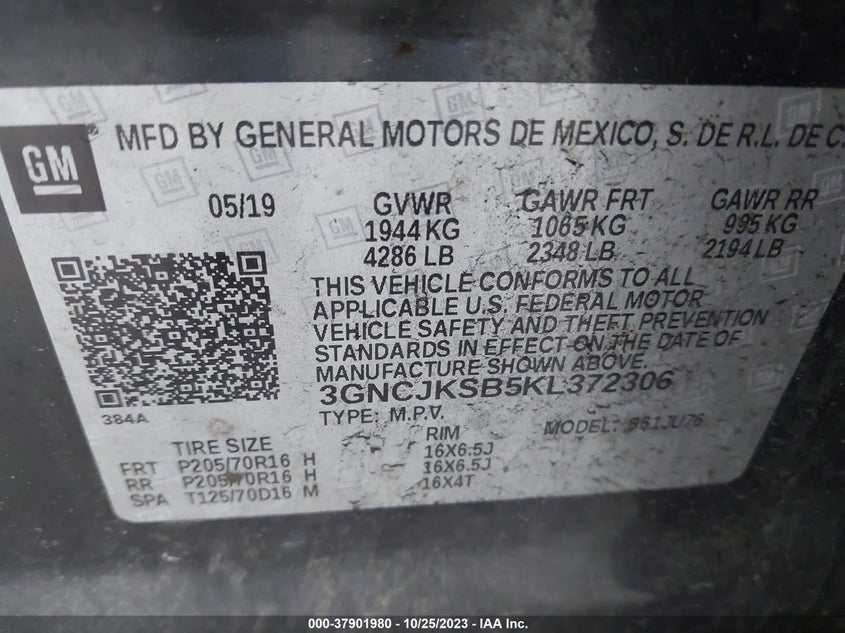 GM®
MFD BY GENERAL MOTORS DE MEXICO, S. DE R.L. DE C.
05/19 GVWR GAWR FRT GAWR RR
1944 KG 1065 KG 995 KG
4286 LB 2348 LB 2194 LB
THIS VEHICLE CONFORMS TO ALL
APPLICABLE U.S. FEDERAL MOTOR
VEHICLE SAFETY AND THEFT PREVENTION
STANDARDS IN EFFECT ON THE DATE OF
MANUFACTURE SHOWN ABOVE.
3GNCJKSB5KL372306
384A TYPE: M.P.V. MODEL: S61JU76
TIRE SIZE RIM
FRT P205/70R16 H 16X6.5J
RR P205/70R16 H 16X6.5J
SPA T125/70D16 M 16X4T
000-37901980 - 10/25/2023 - IAA Inc.